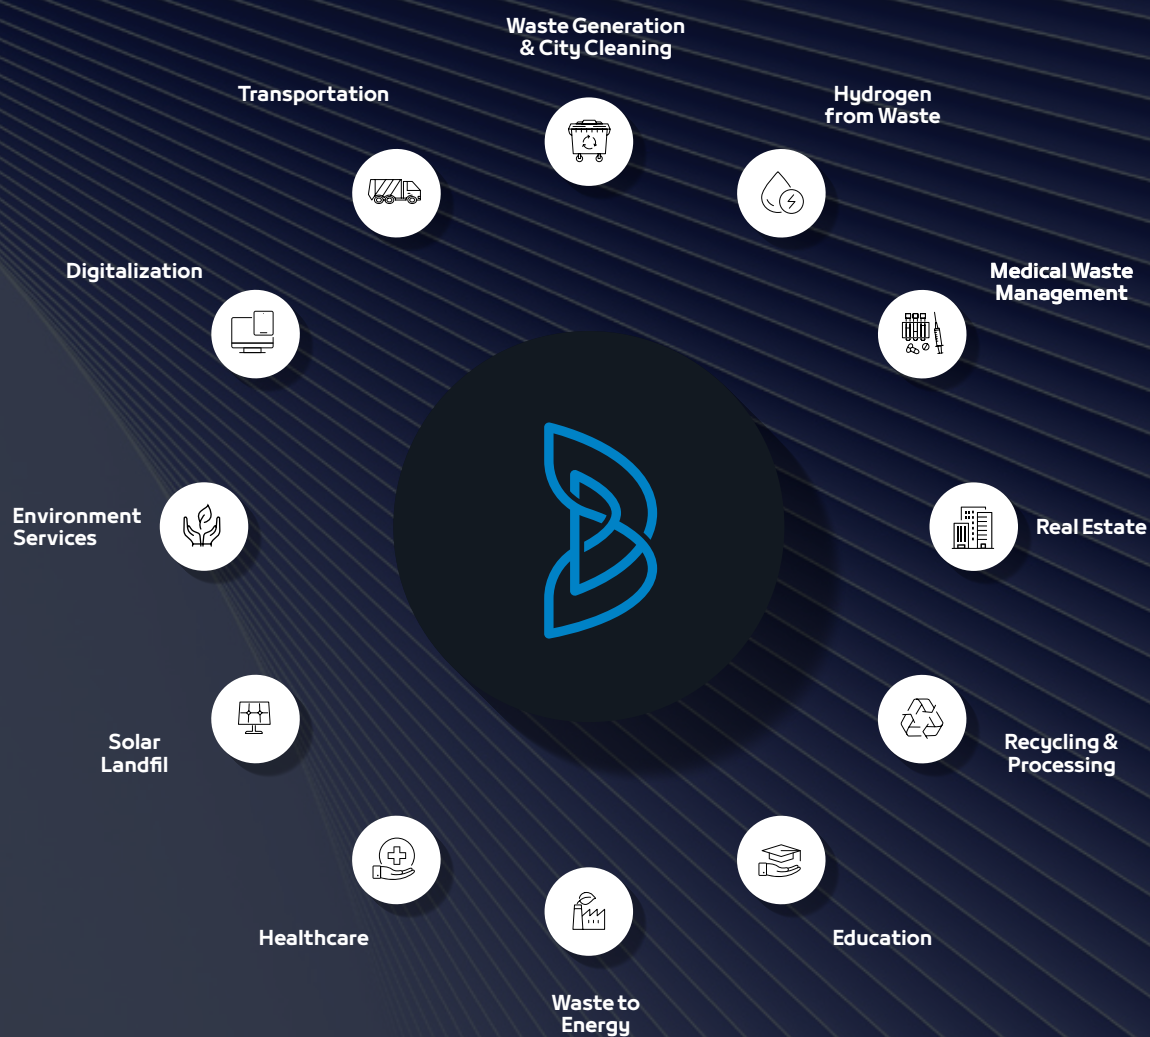 Waste Generation
& City Cleaning
Transportation
Hydrogen
from Waste
Digitalization
Medical Waste
Management
Environment
Services
Real Estate
Solar
Landfil
Recycling &
Processing
Healthcare
Education
Waste to
Energy